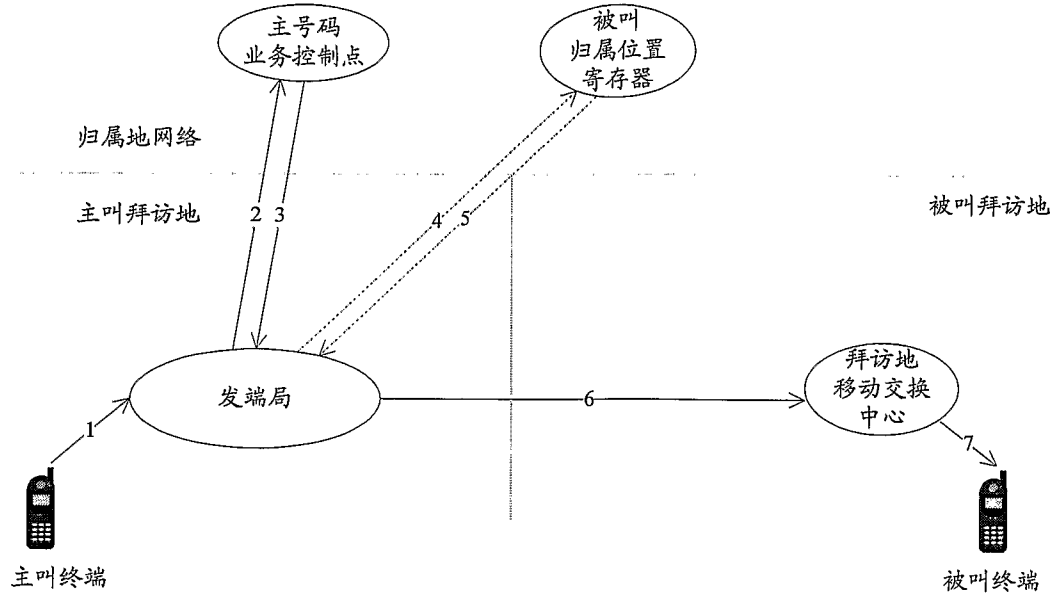 主号码
业务控制点
被叫
归属位置
寄存器
归属地网络
主叫拜访地
被叫拜访地
2
3
4
5
发端局
拜访地
移动交换
中心
6
1
7
主叫终端
被叫终端